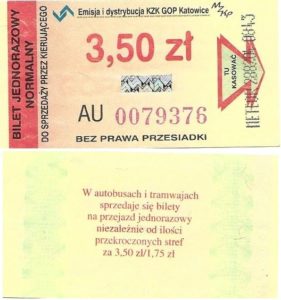 Emisja i dystrybucja KZK GOP Katowice
BILET JEDNORAZOWY
NORMALNY
DO SPRZEDAŻY PRZEZ KIERUJĄCEGO
3,50 zł
TU
KASOWAĆ
AU 0079376
BEZ PRAWA PRZESIADKI
W autobusach i tramwajach
sprzedaje się bilety
na przejazd jednorazowy
niezależnie od ilości
przekroczonych stref
za 3,50 zł/1,75 zł